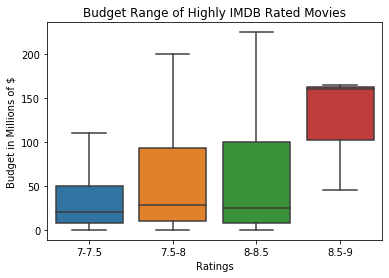 Budget Range of Highly IMDB Rated Movies
Budget in Millions of $
200
150
100
50
0
7-7.5 7.5-8 8-8.5 8.5-9
Ratings